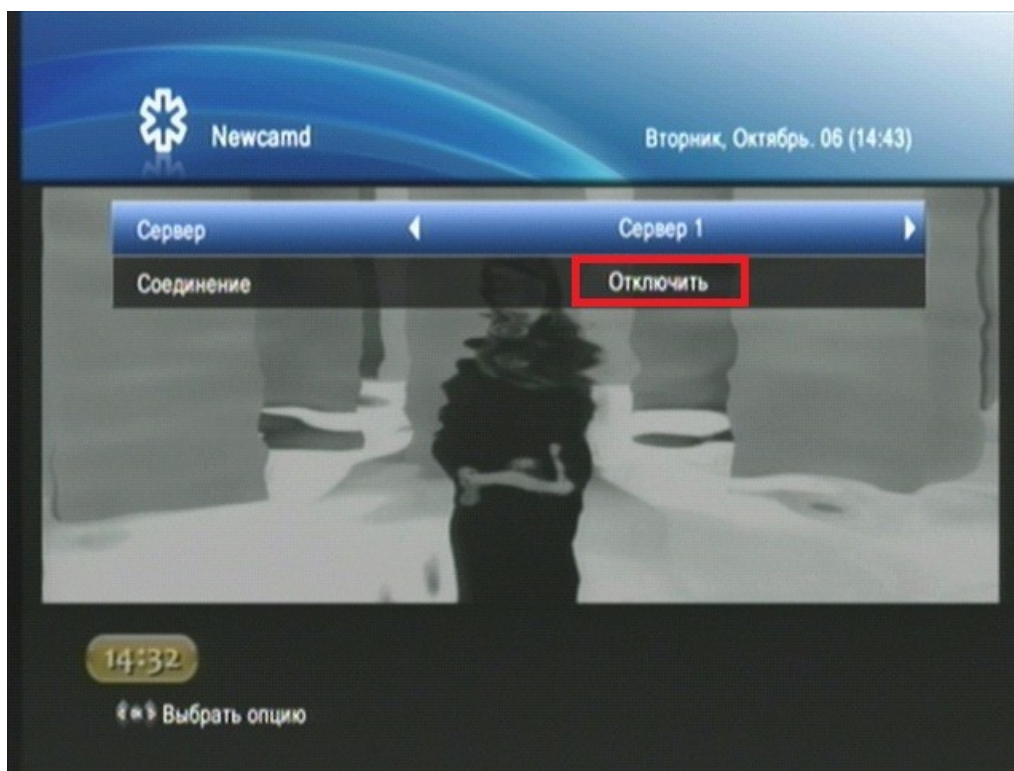 Newcamd
Вторник, Октябрь. 06 (14:43)
Сервер Сервер 1
Соединение Отключить
14:32
Выбрать опцию